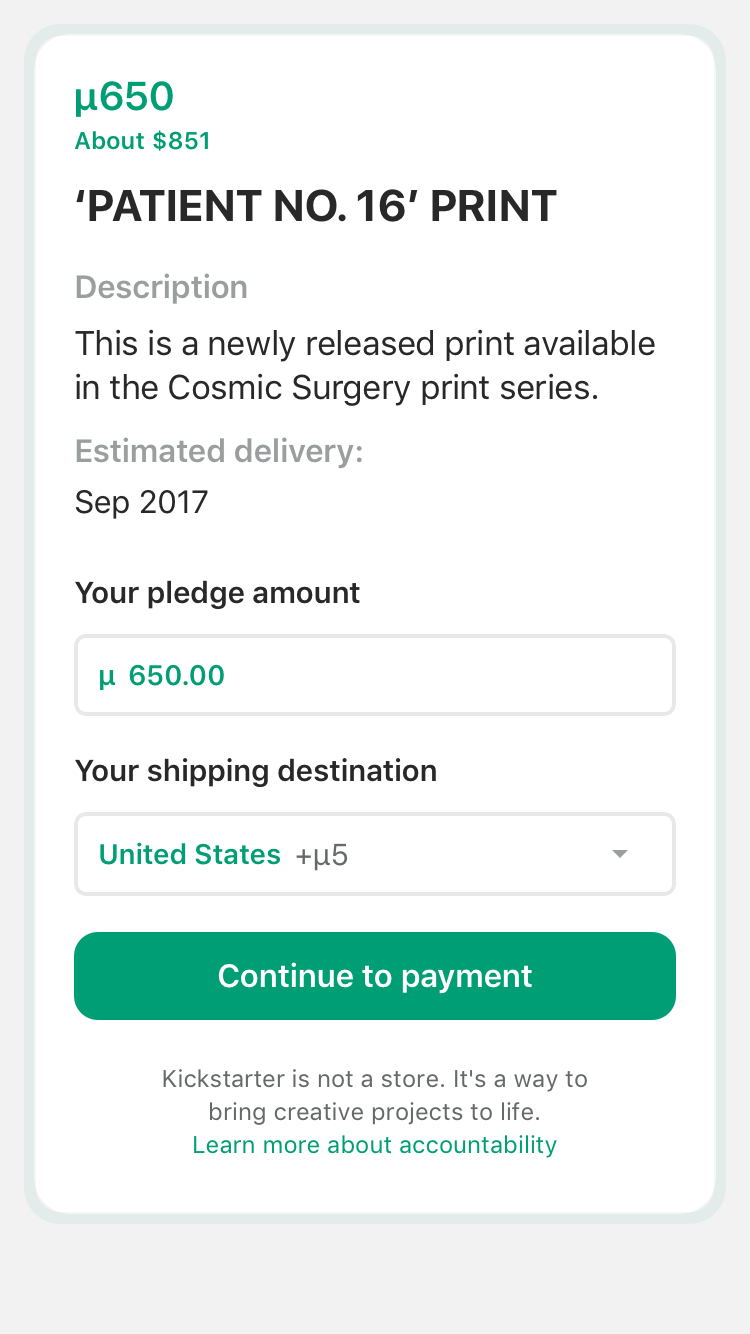 µ650
About $851
‘PATIENT NO. 16’ PRINT
Description
This is a newly released print available
in the Cosmic Surgery print series.
Estimated delivery:
Sep 2017
Your pledge amount
µ 650.00
Your shipping destination
United States +µ5
Continue to payment
Kickstarter is not a store. It's a way to
bring creative projects to life.
Learn more about accountability